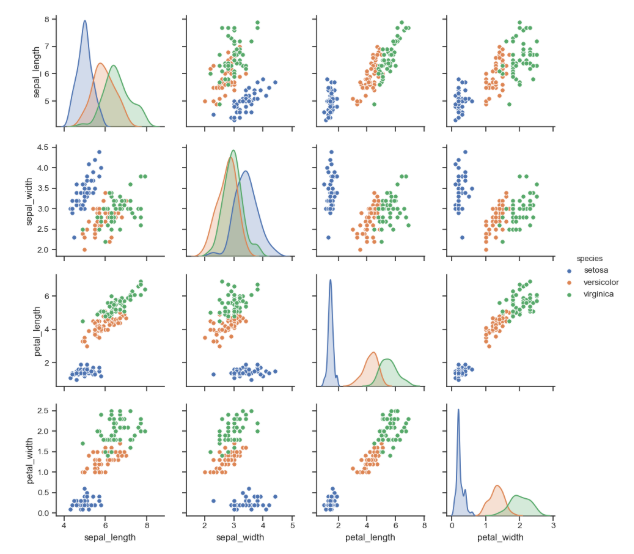 8
7
6
5
sepal_length
4.5
4.0
3.5
3.0
2.5
2.0
sepal_width
species
setosa
versicolor
virginica
6
4
2
petal_length
2.5
2.0
1.5
1.0
0.5
0.0
petal_width
4 6 8 2 3 4 5 2 4 6 8 0 1 2 3
sepal_length sepal_width petal_length petal_width